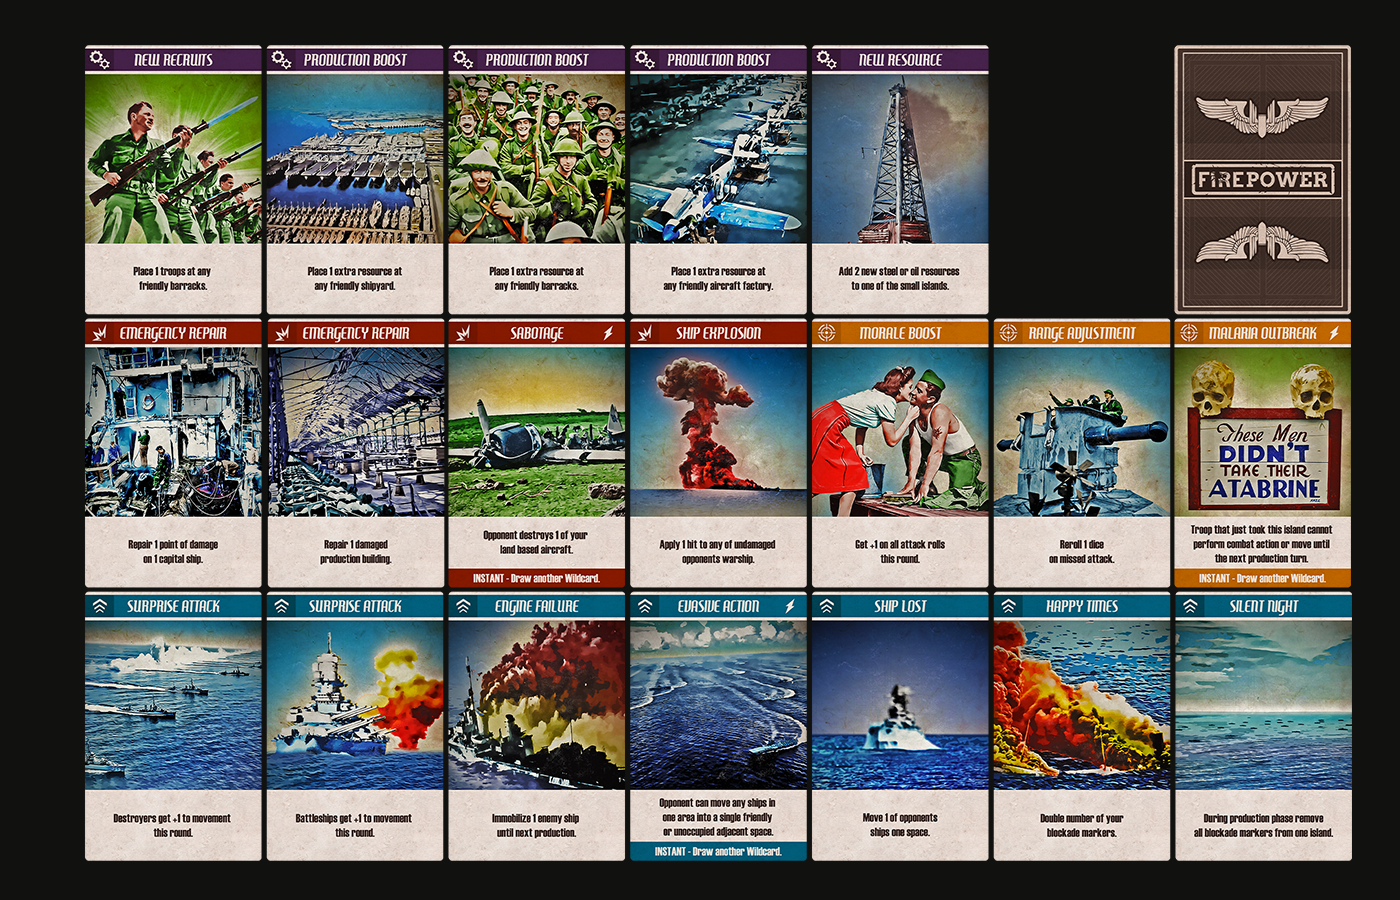 NEW RECRUITS
Place 1 troops at any
friendly barracks.
PRODUCTION BOOST
Place 1 extra resource at
any friendly shipyard.
PRODUCTION BOOST
Place 1 extra resource at
any friendly barracks.
PRODUCTION BOOST
Place 1 extra resource at
any friendly aircraft factory.
NEW RESOURCE
Add 2 new steel or oil resources
to one of the small islands.
FIREPOWER
EMERGENCY REPAIR
Repair 1 point of damage
on 1 capital ship.
EMERGENCY REPAIR
Repair 1 damaged
production building.
SABOTAGE
Opponent destroys 1 of your
land based aircraft.
INSTANT - Draw another Wildcard.
SHIP EXPLOSION
Apply 1 hit to any of undamaged
opponents warship.
MORALE BOOST
Get +1 on all attack rolls
this round.
RANGE ADJUSTMENT
Reroll 1 dice
on missed attack.
MALARIA OUTBREAK
These Men
DIDN'T
TAKE THEIR
ATABRINE
Troop that just took this island cannot
perform combat action or move until
the next production turn.
INSTANT - Draw another Wildcard.
SURPRISE ATTACK
Destroyers get +1 to movement
this round.
SURPRISE ATTACK
Battleships get +1 to movement
this round.
ENGINE FAILURE
Immobilize 1 enemy ship
until next production.
EVASIVE ACTION
Opponent can move any ships in
one area into a single friendly
or unoccupied adjacent space.
INSTANT - Draw another Wildcard.
SHIP LOST
Move 1 of opponents
ships one space.
HAPPY TIMES
Double number of your
blockade markers.
SILENT NIGHT
During production phase remove
all blockade markers from one island.